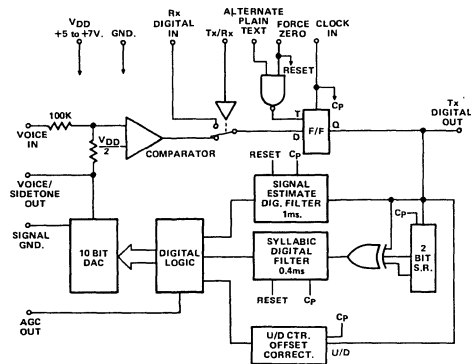 VDD
+5 to +7V.
GND.
Rx
DIGITAL
IN
Tx/Rx
ALTERNATE
PLAIN
TEXT
FORCE
ZERO
CLOCK
IN
RESET
CP
100K
VOICE
IN
VDD
2
COMPARATOR
T
D
F/F
Q
Tx
DIGITAL
OUT
VOICE/
SIDETONE
OUT
RESET
CP
SIGNAL ESTIMATE
DIG. FILTER
1ms.
CP
SIGNAL
GND.
10 BIT
DAC
DIGITAL
LOGIC
SYLLABIC
DIGITAL
FILTER
0.4ms
2
BIT
S.R.
RESET
CP
AGC
OUT
U/D CTR.
OFFSET
CORRECT.
CP
U/D